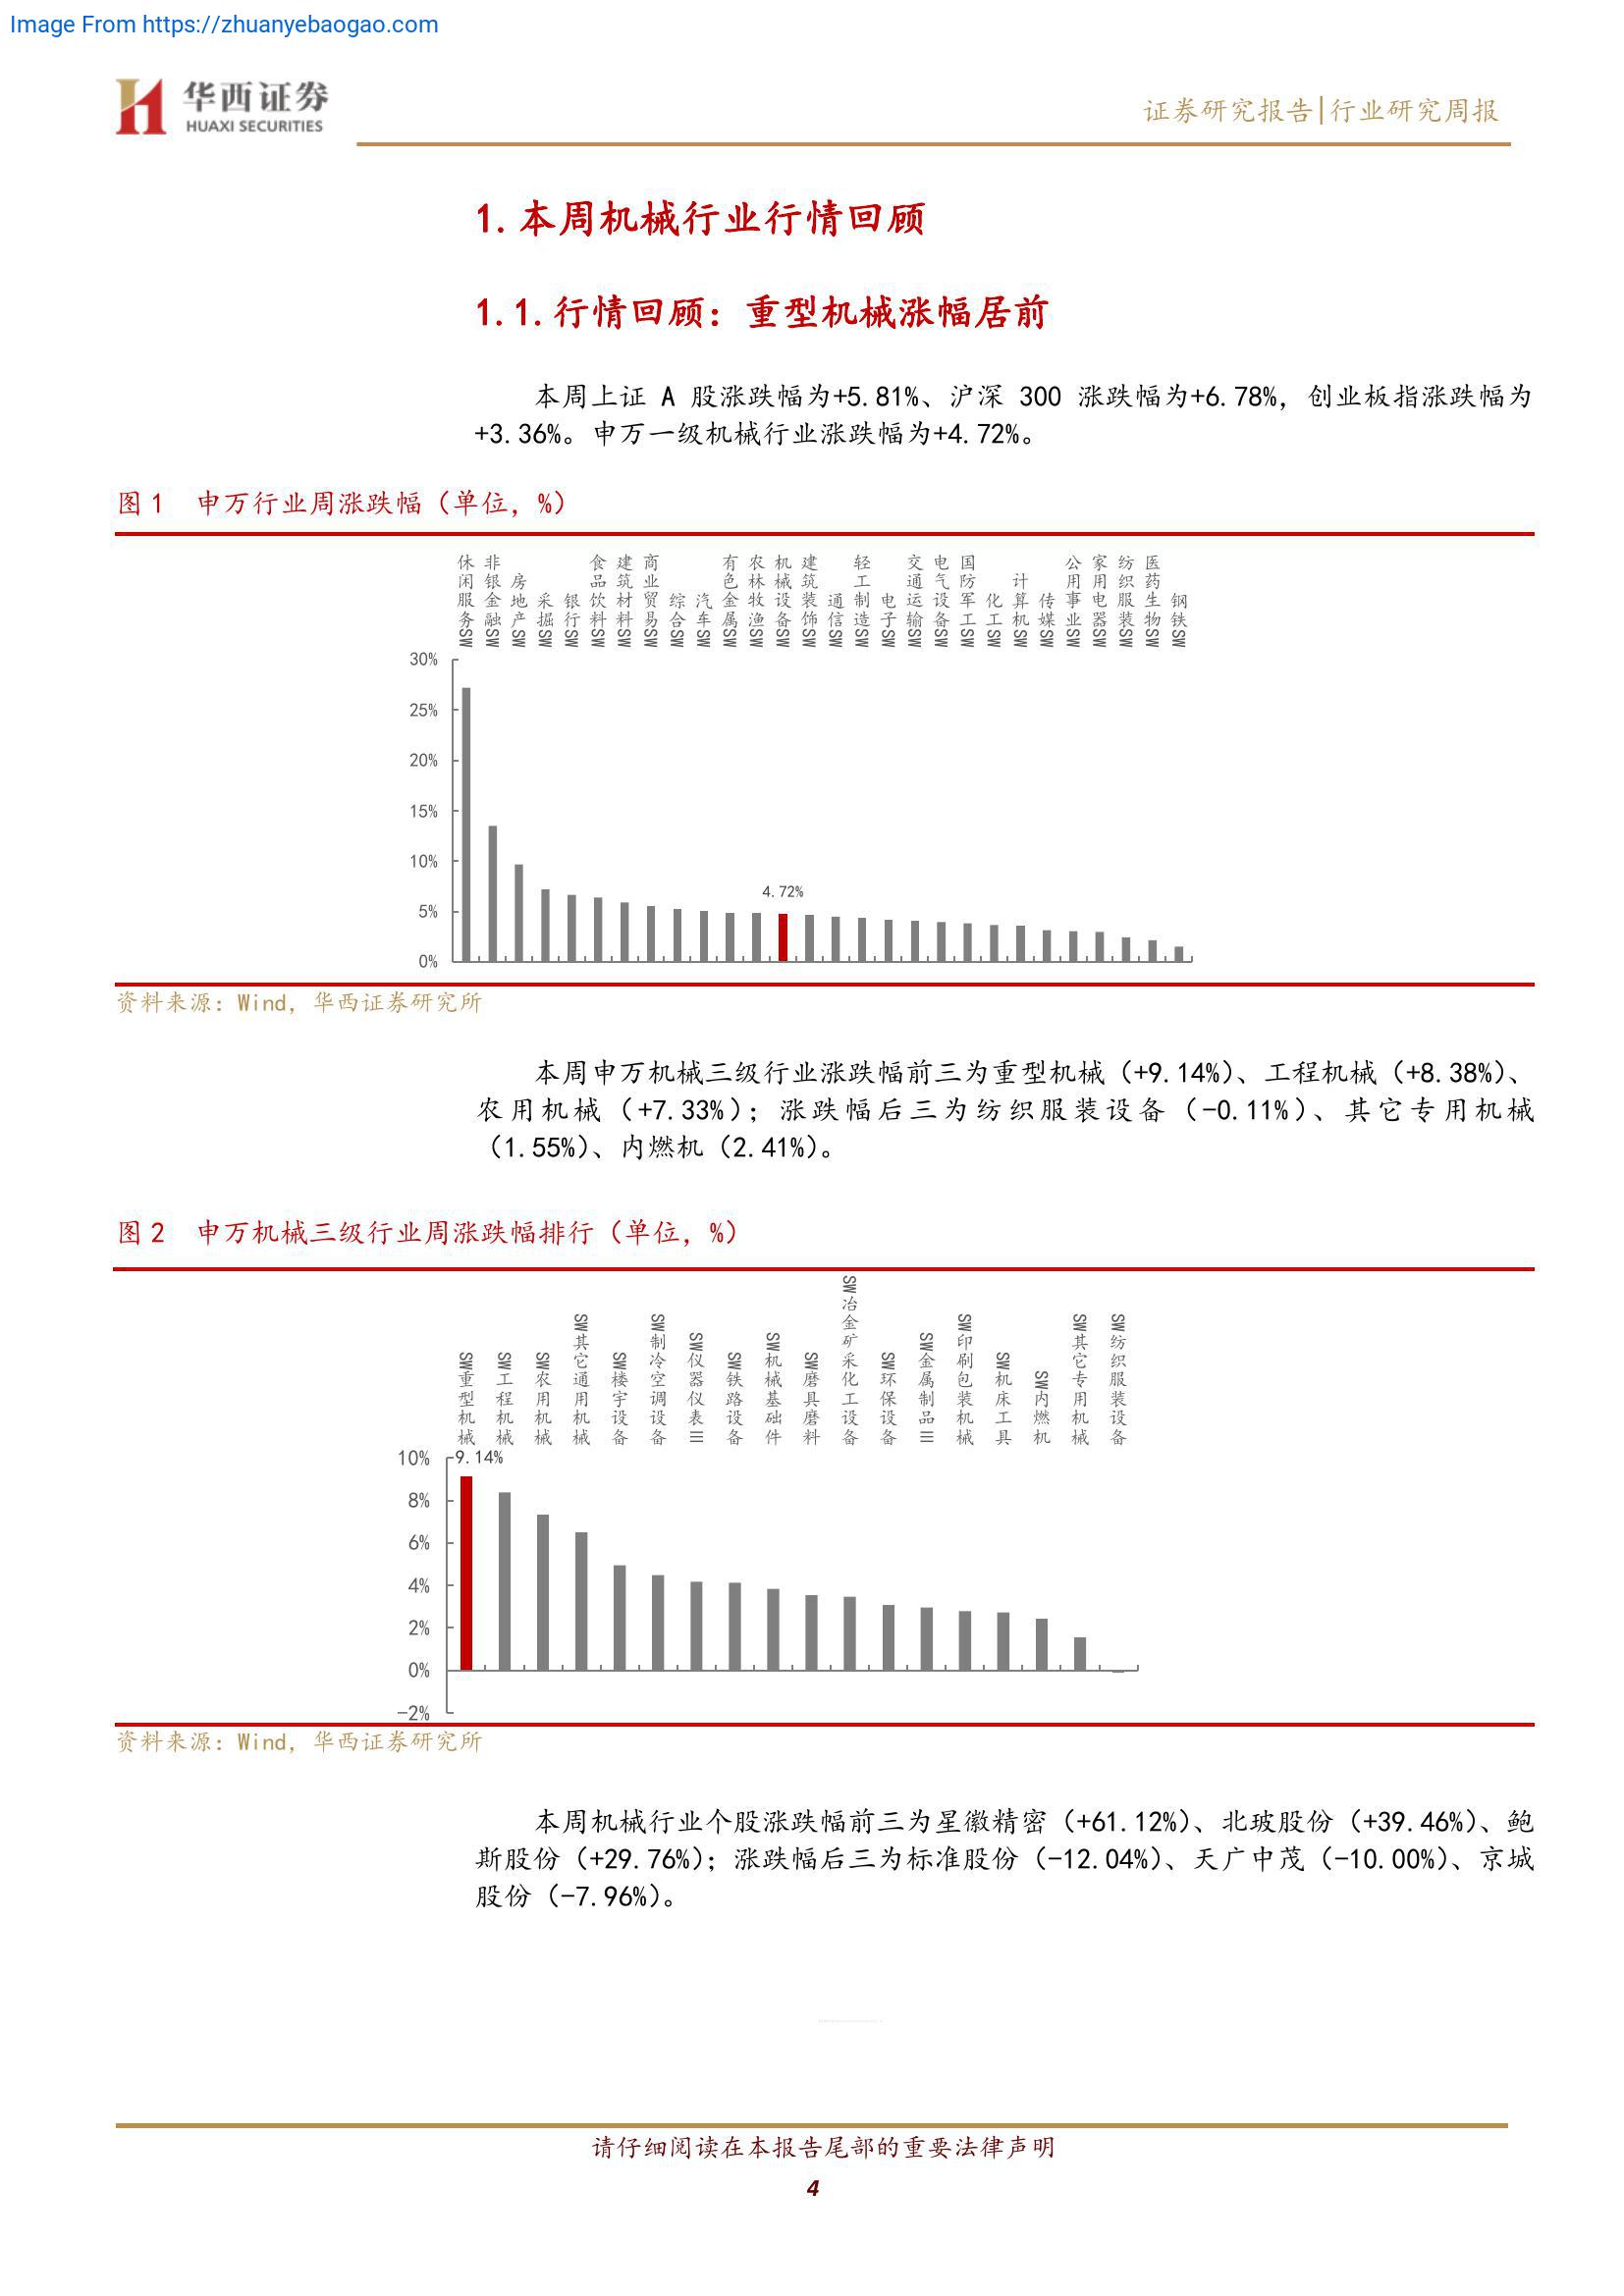 Image From https://zhuanyebaogao.com
华西证券
HUAXI SECURITIES
证券研究报告|行业研究周报
1.本周机械行业行情回顾
1.1.行情回顾：重型机械涨幅居前
本周上证 A 股涨跌幅为+5.81%、沪深 300 涨跌幅为+6.78%，创业板指涨跌幅为
+3.36%。申万一级机械行业涨跌幅为+4.72%。
图 1 申万行业周涨跌幅（单位，%）
休闲服务SW
非银金融SW
房地产SW
采掘SW
银行SW
食品饮料SW
建筑材料SW
商业贸易SW
综合SW
汽车SW
有色金属SW
农林牧渔SW
机械设备SW
建筑装饰SW
通信SW
轻工制造SW
电子SW
交通运输SW
电气设备SW
国防军工SW
化工SW
计算机SW
传媒SW
公用事业SW
家用电器SW
纺织服装SW
医药生物SW
钢铁SW
30%
25%
20%
15%
10%
5%
0%
4.72%
资料来源：Wind，华西证券研究所
本周申万机械三级行业涨跌幅前三为重型机械（+9.14%）、工程机械（+8.38%）、
农用机械（+7.33%）；涨跌幅后三为纺织服装设备（-0.11%）、其它专用机械
（1.55%）、内燃机（2.41%）。
图 2 申万机械三级行业周涨跌幅排行（单位，%）
SW重型机械
SW工程机械
SW农用机械
SW其它通用机械
SW楼宇设备
SW制冷空调设备
SW仪器仪表Ⅲ
SW铁路设备
SW机械基础件
SW磨具磨料
SW冶金矿采化工设备
SW环保设备
SW金属制品Ⅲ
SW印刷包装机械
SW机床工具
SW内燃机
SW其它专用机械
SW纺织服装设备
10%
8%
6%
4%
2%
0%
-2%
9.14%
资料来源：Wind，华西证券研究所
本周机械行业个股涨跌幅前三为星徽精密（+61.12%）、北玻股份（+39.46%）、鲍
斯股份（+29.76%）；涨跌幅后三为标准股份（-12.04%）、天广中茂（-10.00%）、京城
股份（-7.96%）。
请仔细阅读在本报告尾部的重要法律声明
4